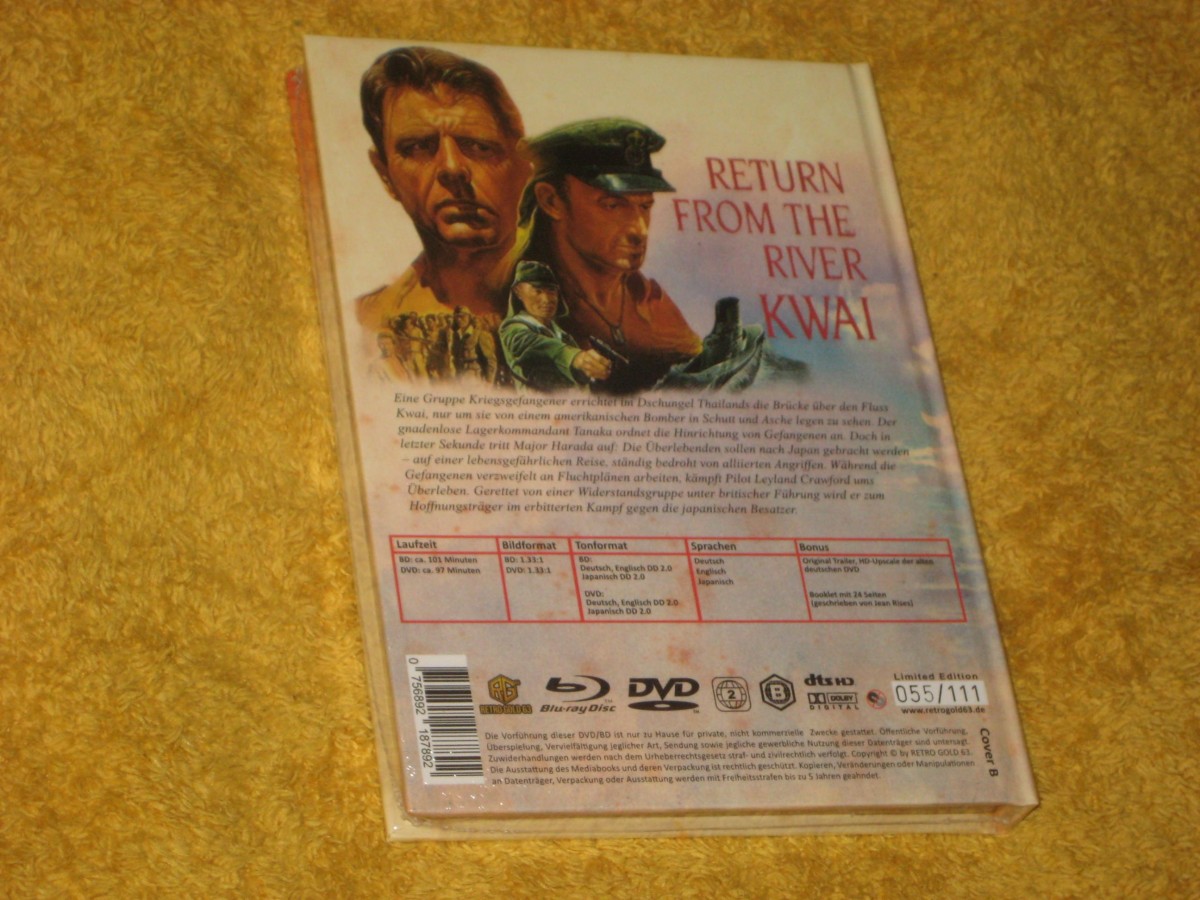 RETURN
FROM THE
RIVER
KWAI
Eine Gruppe Kriegsgefangener errichtet im Dschungel Thailands die Brücke über den Fluss
Kwai, nur um sie von einem amerikanischen Bomber in Schutt und Asche legen zu sehen. Der
gnadenlose Lagerkommandant Tanaka ordnet die Hinrichtung von Gefangenen an. Doch in
letzter Sekunde tritt Major Harada auf: Die Überlebenden sollen nach Japan gebracht werden
– auf einer lebensgefährlichen Reise, ständig bedroht von alliierten Angriffen. Während die
Gefangenen verzweifelt an Fluchtplänen arbeiten, kämpft Pilot Leyland Crawford ums
Überleben. Gerettet von einer Widerstandsgruppe unter britischer Führung wird er zum
Hoffnungsträger im erbitterten Kampf gegen die japanischen Besatzer.
Laufzeit
BD: ca. 101 Minuten
DVD: ca. 97 Minuten
Bildformat
BD: 1.33:1
DVD: 1.33:1
Tonformat
BD:
Deutsch, Englisch DD 2.0
Japanisch DD 2.0
DVD:
Deutsch, Englisch DD 2.0
Japanisch DD 2.0
Sprachen
Deutsch
Englisch
Japanisch
Bonus
Original Trailer, HD-Upscale der alten
deutschen DVD
Booklet mit 24 Seiten
(geschrieben von Jean Rises)
0 756892 187892
RG
RETRO GOLD 63
Blu-ray Disc
DVD
2
B
dts HD
DOLBY
DIGITAL
Limited Edition
055/111
www.retrogold63.de
Die Vorführung dieser DVD/BD ist nur zu Hause für private, nicht kommerzielle Zwecke gestattet. Öffentliche Vorführung,
Überspielung, Vervielfältigung jeglicher Art, Sendung sowie jegliche gewerbliche Nutzung dieser Datenträger sind untersagt.
Zuwiderhandlungen werden nach dem Urheberrechtsgesetz straf- und zivilrechtlich verfolgt. Copyright © by RETRO GOLD 63.
Die Ausstattung des Mediabooks und deren Verpackung ist rechtlich geschützt. Kopieren, Veränderungen oder Manipulationen
an Datenträger, Verpackung oder Ausstattung werden mit Freiheitsstrafen bis zu 5 Jahren geahndet.
Cover B